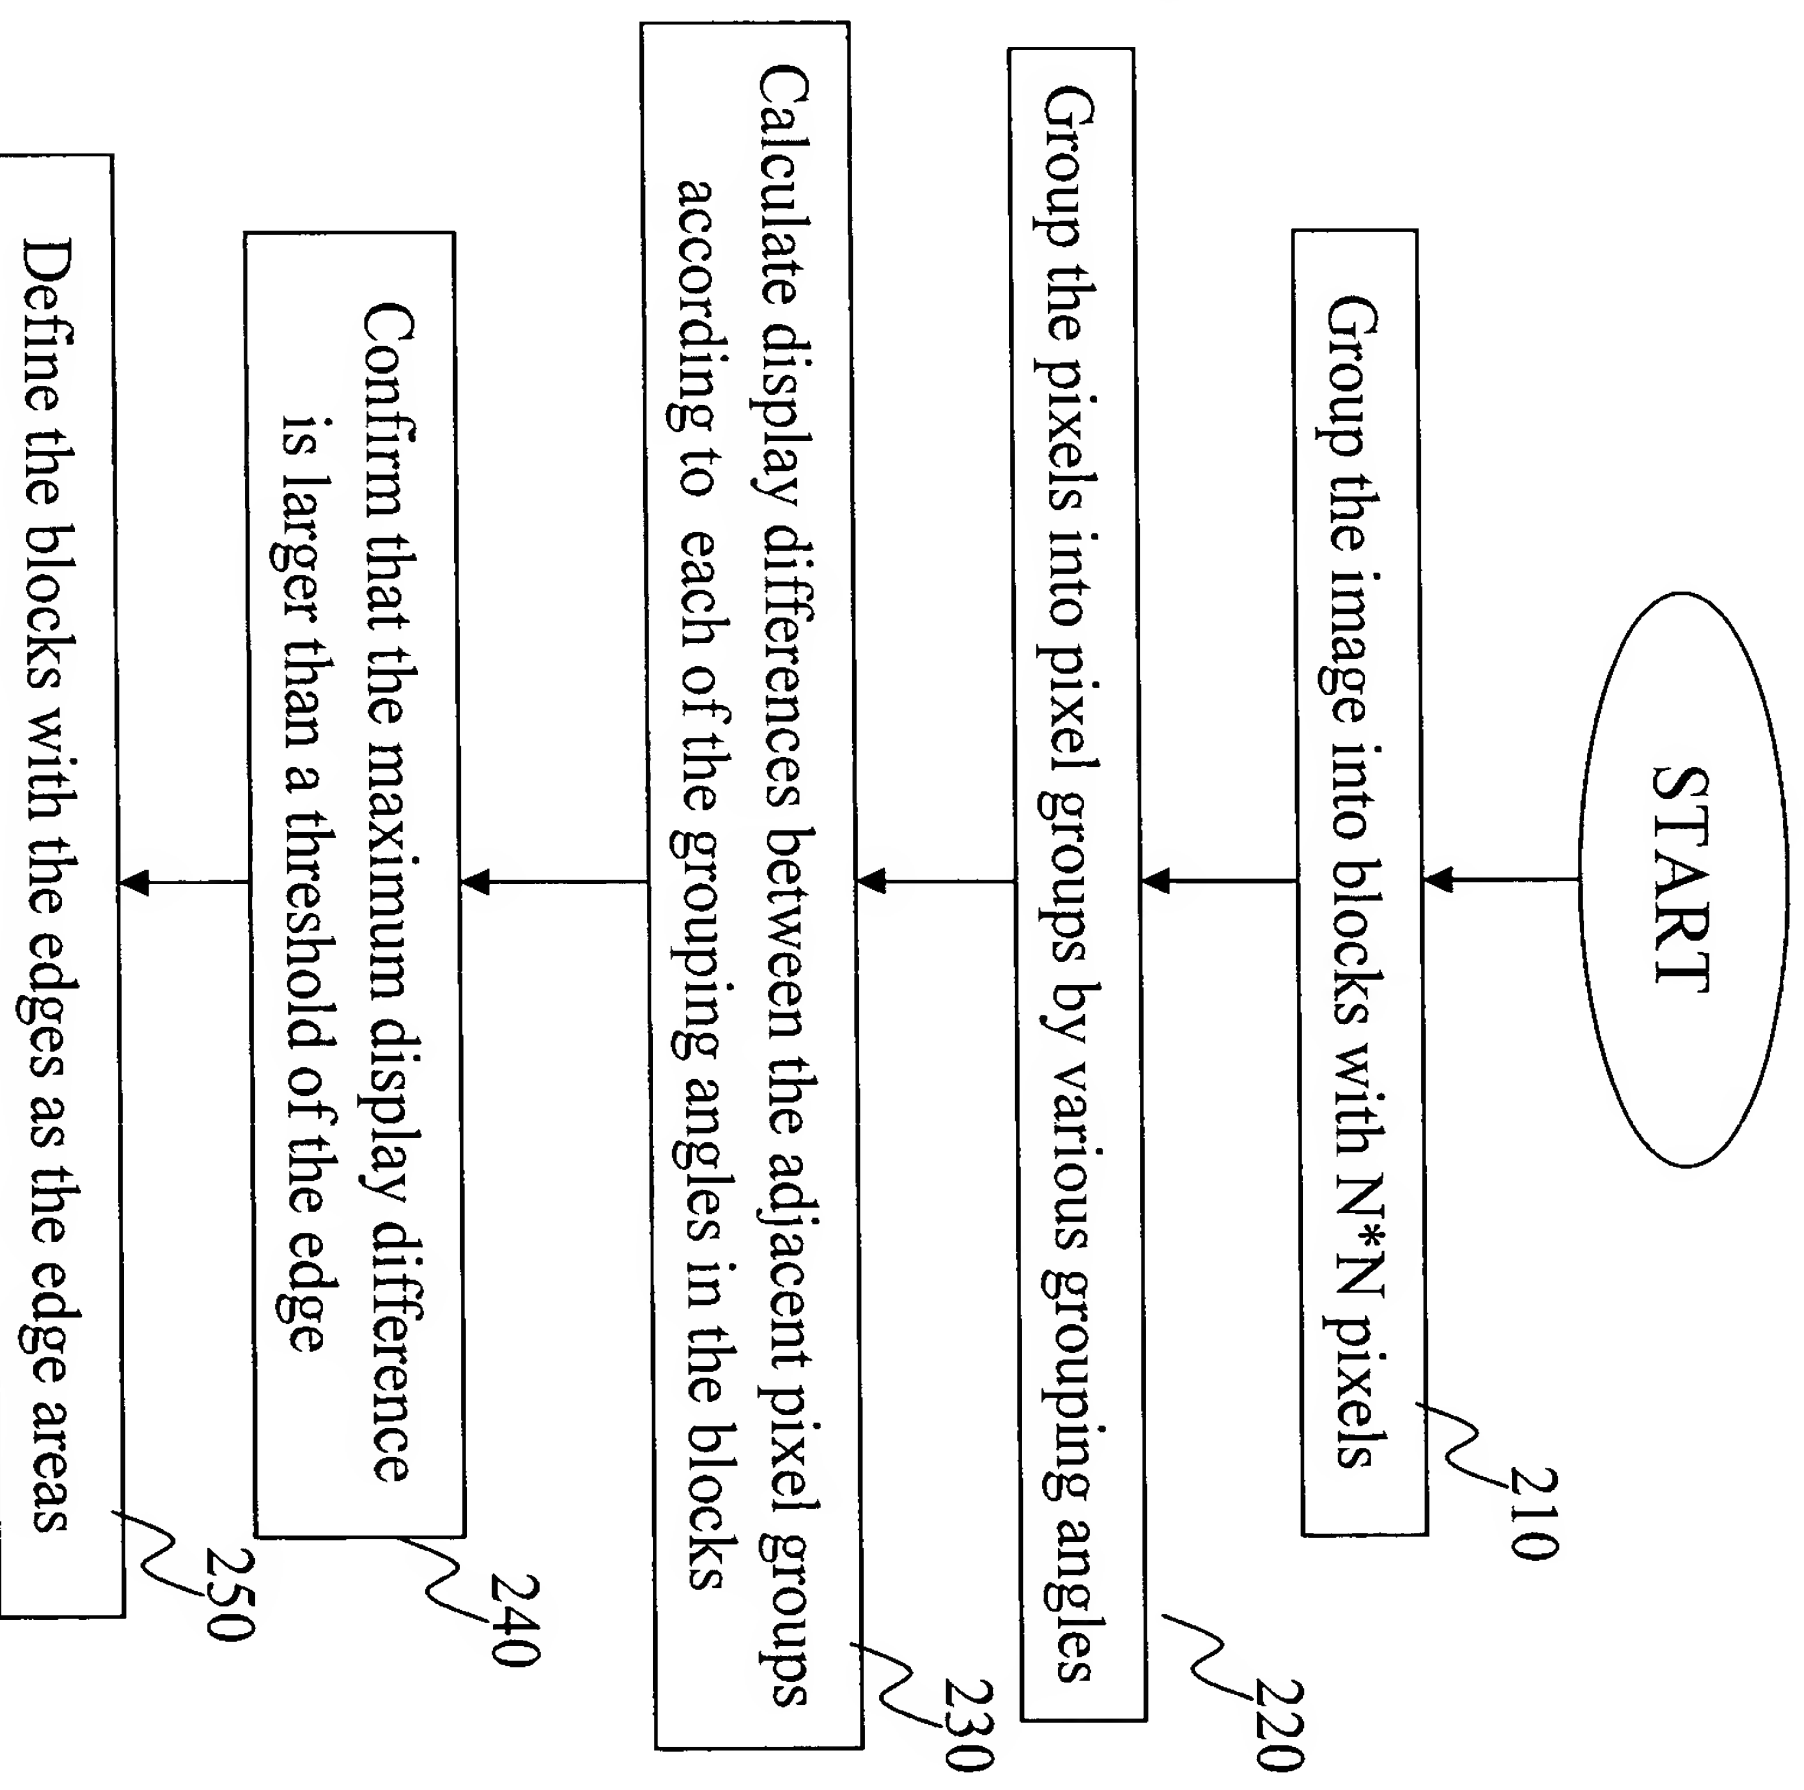 START
210
Group the image into blocks with N*N pixels
220
Group the pixels into pixel groups by various grouping angles
230
Calculate display differences between the adjacent pixel groups
according to each of the grouping angles in the blocks
240
Confirm that the maximum display difference
is larger than a threshold of the edge
250
Define the blocks with the edges as the edge areas